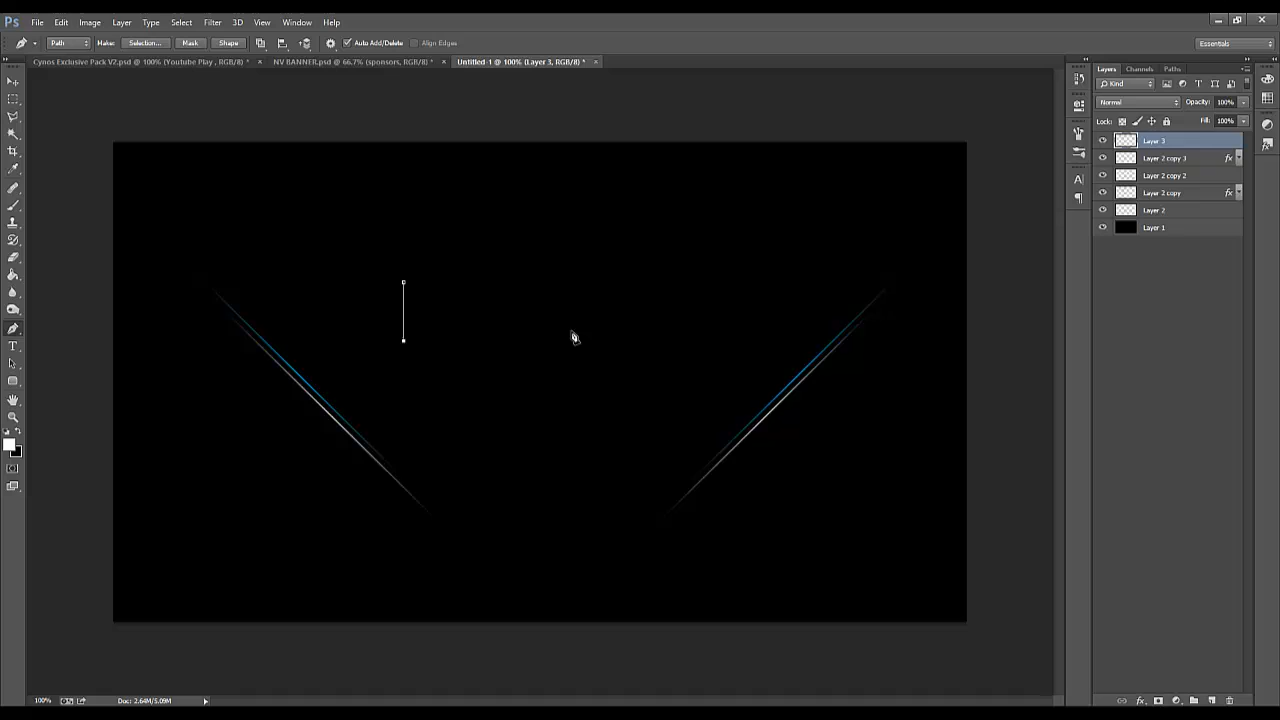 Ps File Edit Image Layer Type Select Filter 3D View Window Help
Path Make: Selection... Mask Shape Auto Add/Delete Align Edges Essentials
Cynos Exclusive Pack V2.psd @ 100% (Youtube Play , RGB/8) * × NV BANNER.psd @ 66.7% (sponsors, RGB/8) * × Untitled-1 @ 100% (Layer 3, RGB/8) * ×
Layers Channels Paths
Kind
Normal Opacity: 100%
Lock: Fill: 100%
Layer 3
Layer 2 copy 3 fx
Layer 2 copy 2
Layer 2 copy fx
Layer 2
Layer 1
100% Doc: 2.64M/5.09M